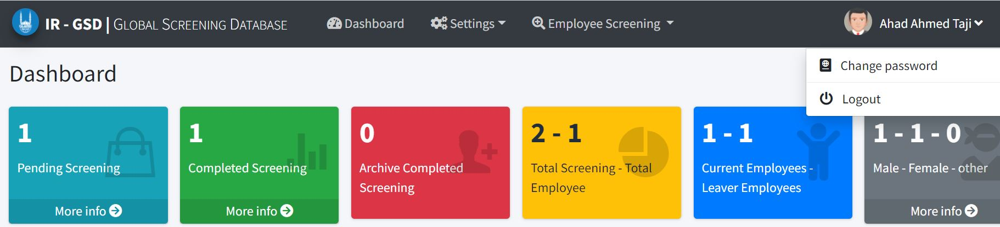 IR - GSD | GLOBAL SCREENING DATABASE
Dashboard
Settings
Employee Screening
Ahad Ahmed Taji
Change password
Logout
Dashboard
1
Pending Screening
More info
1
Completed Screening
More info
0
Archive Completed
Screening
2 - 1
Total Screening - Total
Employee
1 - 1
Current Employees -
Leaver Employees
1 - 1 - 0
Male - Female - other
More info